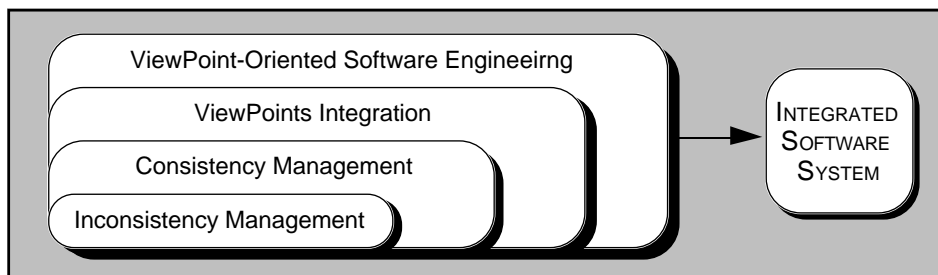 ViewPoint-Oriented Software Engineeirng
ViewPoints Integration
Consistency Management
Inconsistency Management
INTEGRATED
SOFTWARE
SYSTEM